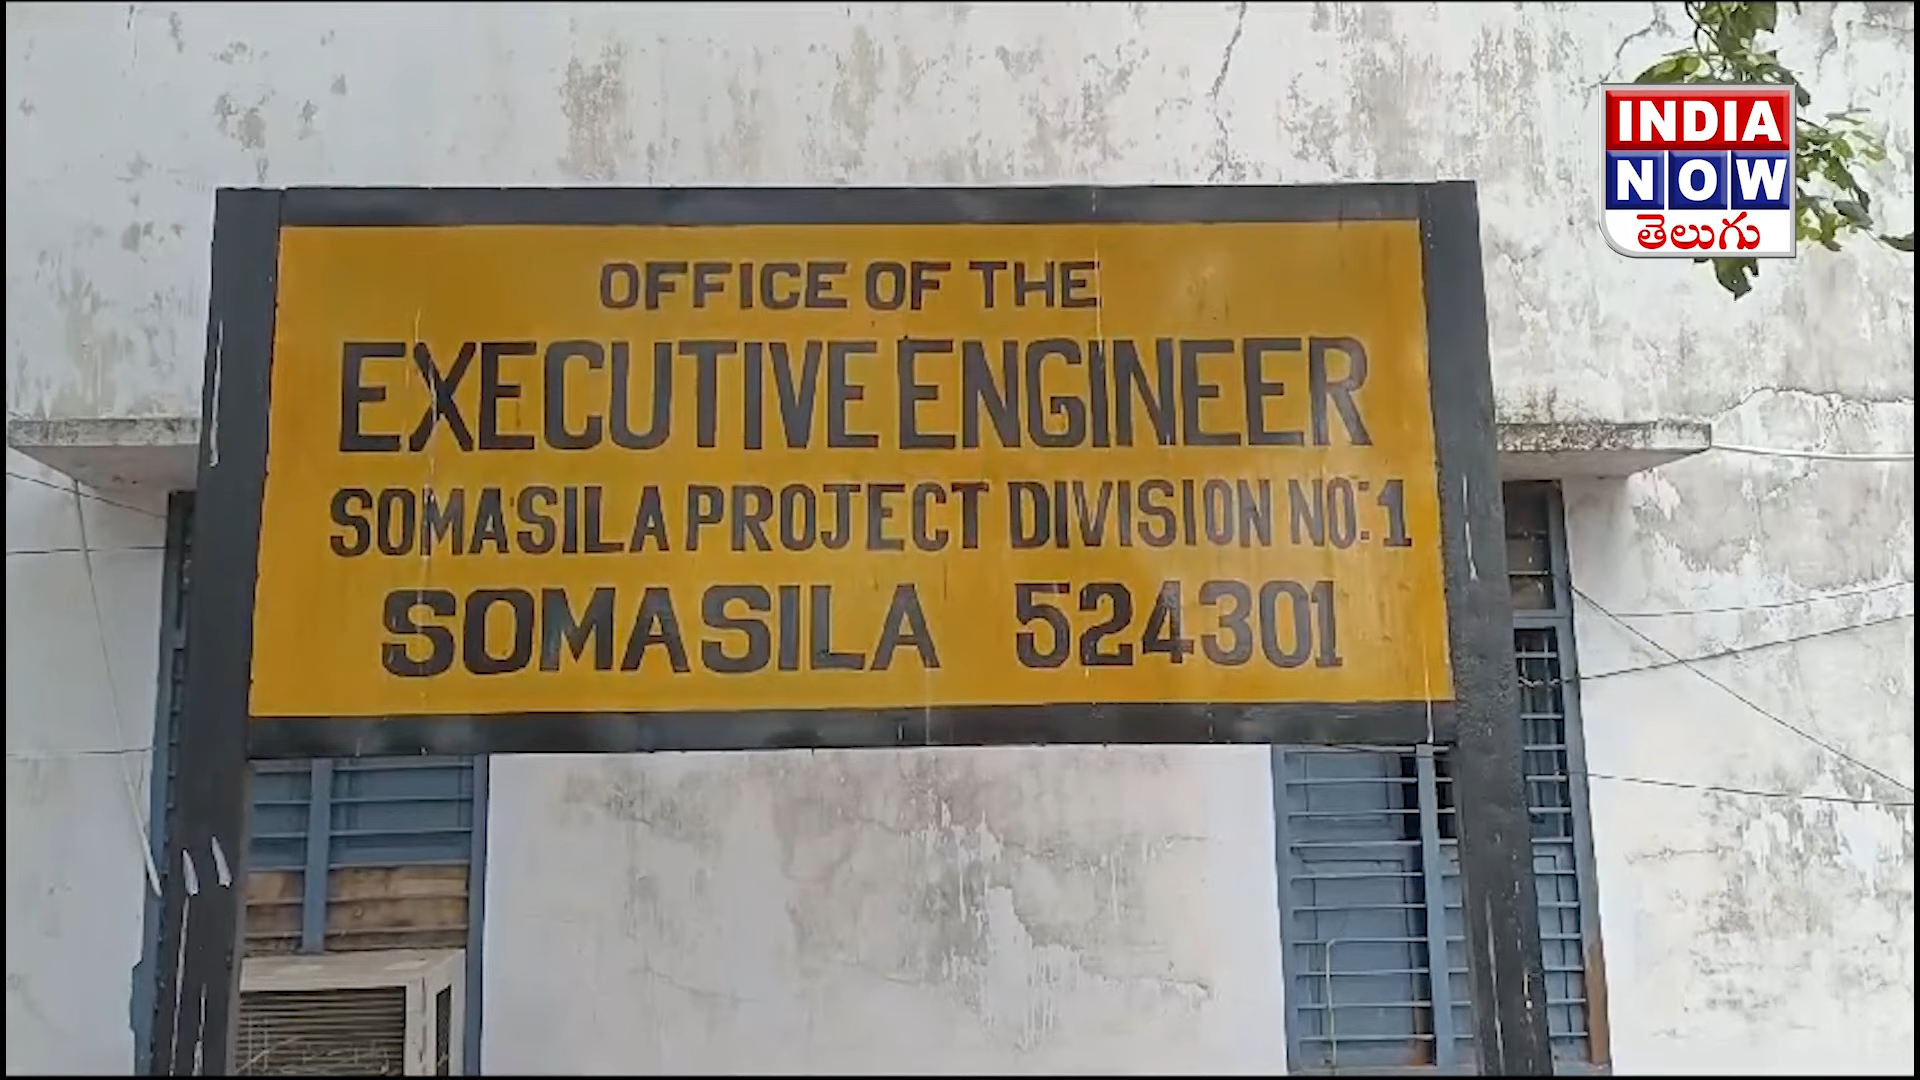 INDIA
NOW
తెలుగు
OFFICE OF THE
EXECUTIVE ENGINEER
SOMASILA PROJECT DIVISION NO:1
SOMASILA 524301